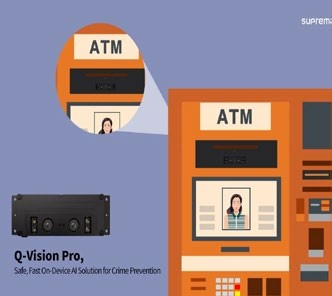 suprema
ATM
ATM
Q-Vision Pro,
Safe, Fast On-Device AI Solution for Crime Prevention